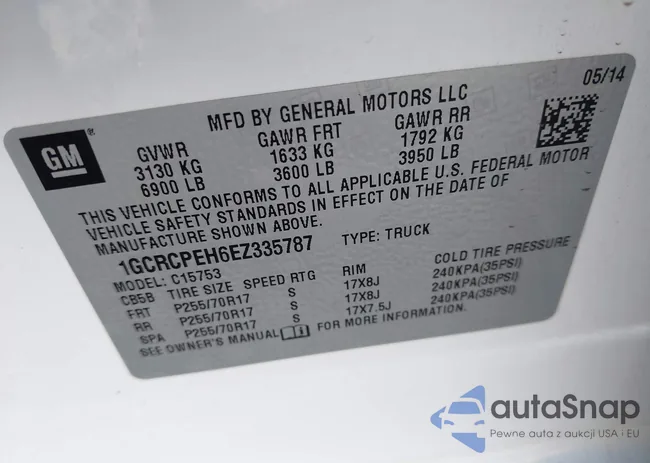 05/14
MFD BY GENERAL MOTORS LLC
GM®
GVWR GAWR FRT GAWR RR
3130 KG 1633 KG 1792 KG
6900 LB 3600 LB 3950 LB
THIS VEHICLE CONFORMS TO ALL APPLICABLE U.S. FEDERAL MOTOR
VEHICLE SAFETY STANDARDS IN EFFECT ON THE DATE OF
MANUFACTURE SHOWN ABOVE.
1GCRCPEH6EZ335787 TYPE: TRUCK
MODEL: C15753
CB5B TIRE SIZE SPEED RTG RIM COLD TIRE PRESSURE
FRT P255/70R17 S 17X8J 240KPA(35PSI)
RR P255/70R17 S 17X8J 240KPA(35PSI)
SPA P255/70R17 S 17X7.5J 240KPA(35PSI)
SEE OWNER'S MANUAL FOR MORE INFORMATION.
autaSnap
Pewne auta z aukcji USA i EU